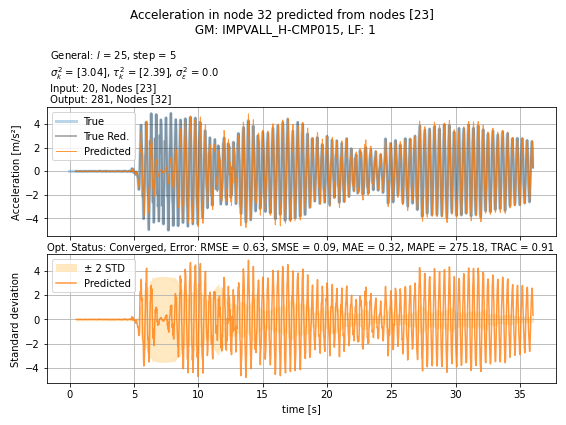 Acceleration in node 32 predicted from nodes [23]
GM: IMPVALL_H-CMP015, LF: 1
General: l = 25, step = 5
σ²ₖ = [3.04], τ²ₖ = [2.39], σ²ε = 0.0
Input: 20, Nodes [23]
Output: 281, Nodes [32]
True
True Red.
Predicted
Acceleration [m/s²]
4
2
0
−2
−4
Opt. Status: Converged, Error: RMSE = 0.63, SMSE = 0.09, MAE = 0.32, MAPE = 275.18, TRAC = 0.91
± 2 STD
Predicted
Standard deviation
4
2
0
−2
−4
0 5 10 15 20 25 30 35
time [s]